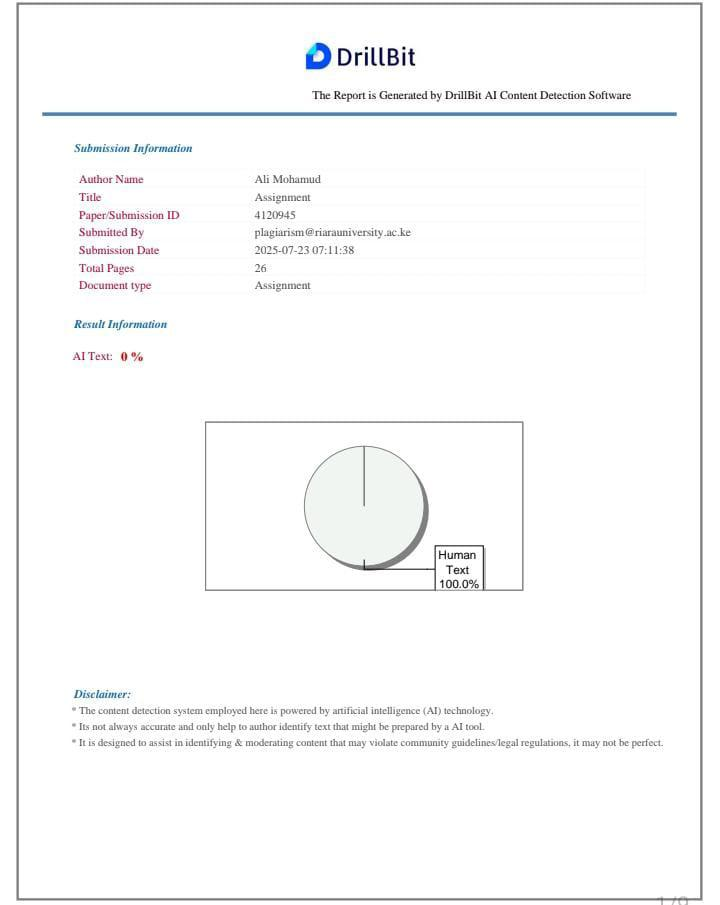 DrillBit
The Report is Generated by DrillBit AI Content Detection Software
Submission Information
Author Name Ali Mohamud
Title Assignment
Paper/Submission ID 4120945
Submitted By plagiarism@riarauniversity.ac.ke
Submission Date 2025-07-23 07:11:38
Total Pages 26
Document type Assignment
Result Information
AI Text: 0 %
Human
Text
100.0%
Disclaimer:
* The content detection system employed here is powered by artificial intelligence (AI) technology.
* Its not always accurate and only help to author identify text that might be prepared by a AI tool.
* It is designed to assist in identifying & moderating content that may violate community guidelines/legal regulations, it may not be perfect.